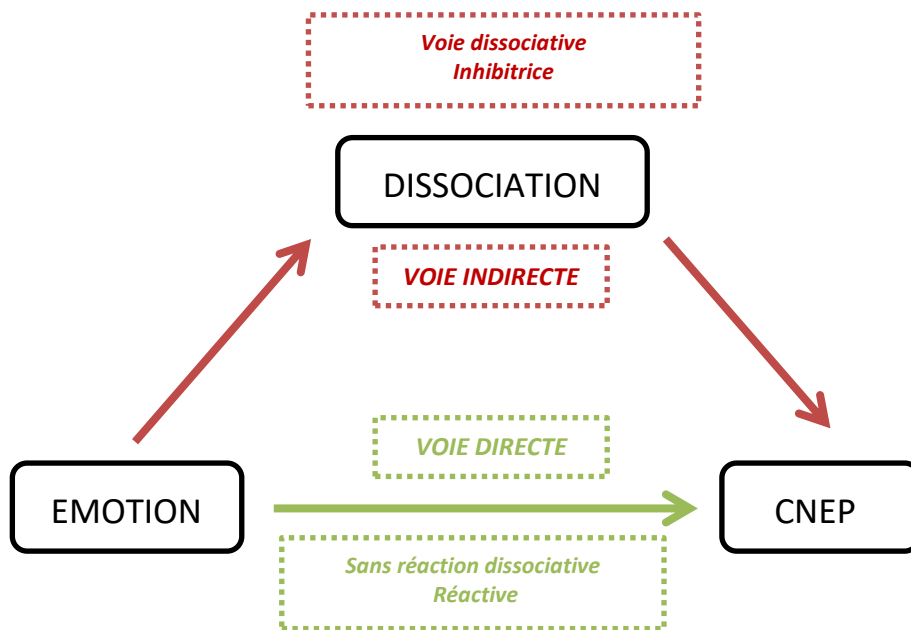 Voie dissociative
Inhibitrice
DISSOCIATION
VOIE INDIRECTE
VOIE DIRECTE
EMOTION
CNEP
Sans réaction dissociative
Réactive